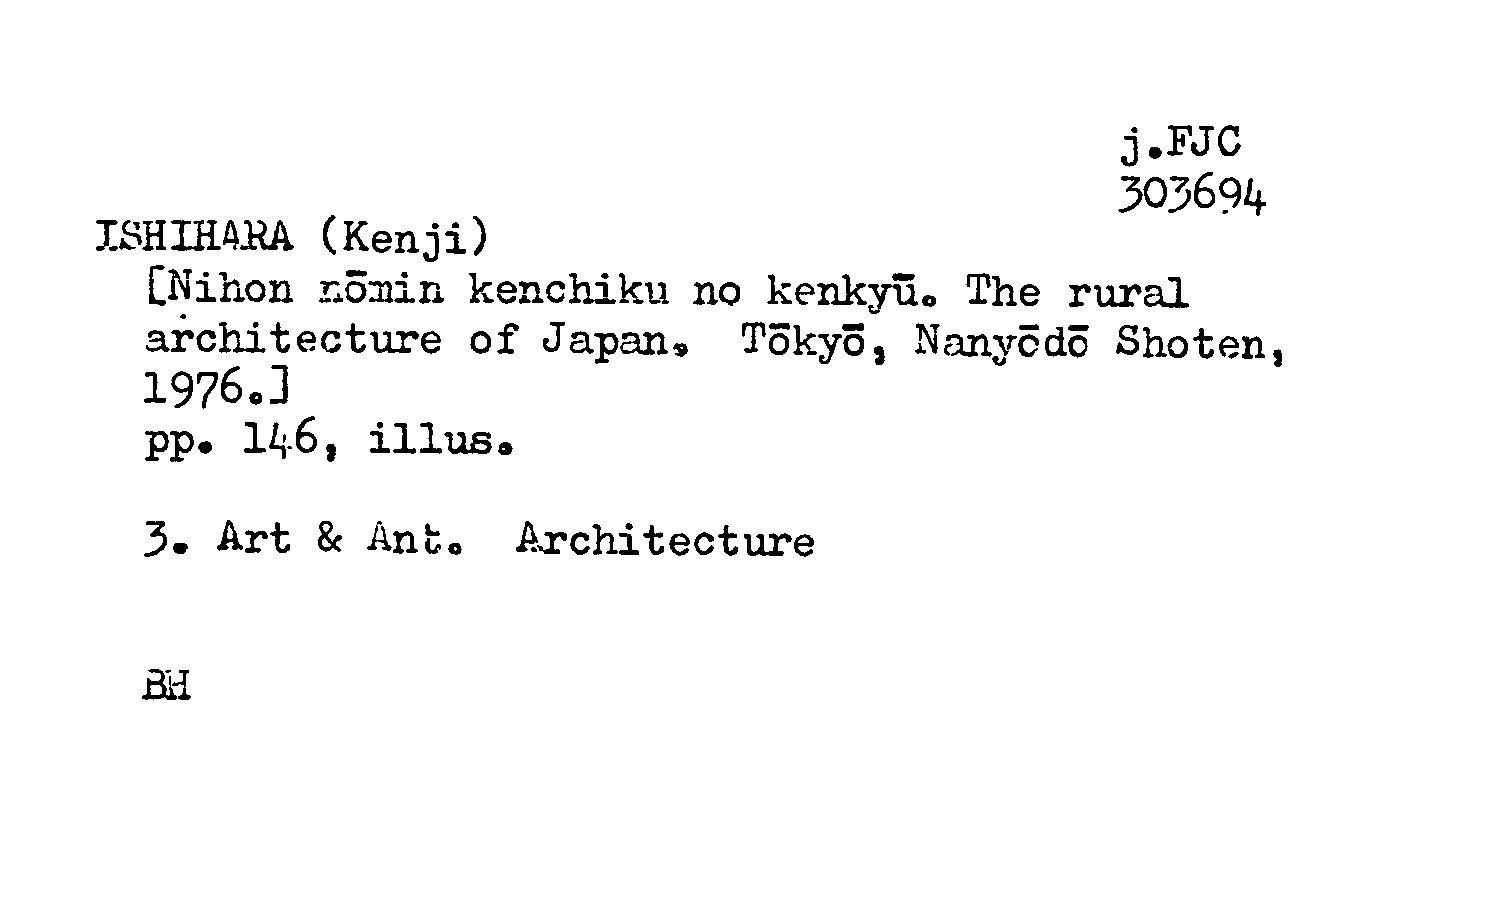 j.FJC
303694
ISHIHARA (Kenji)
[Nihon nōmin kenchiku no kenkyū. The rural
architecture of Japan. Tōkyō, Nanyōdō Shoten,
1976.]
pp. 146, illus.
3. Art & Ant. Architecture
BH